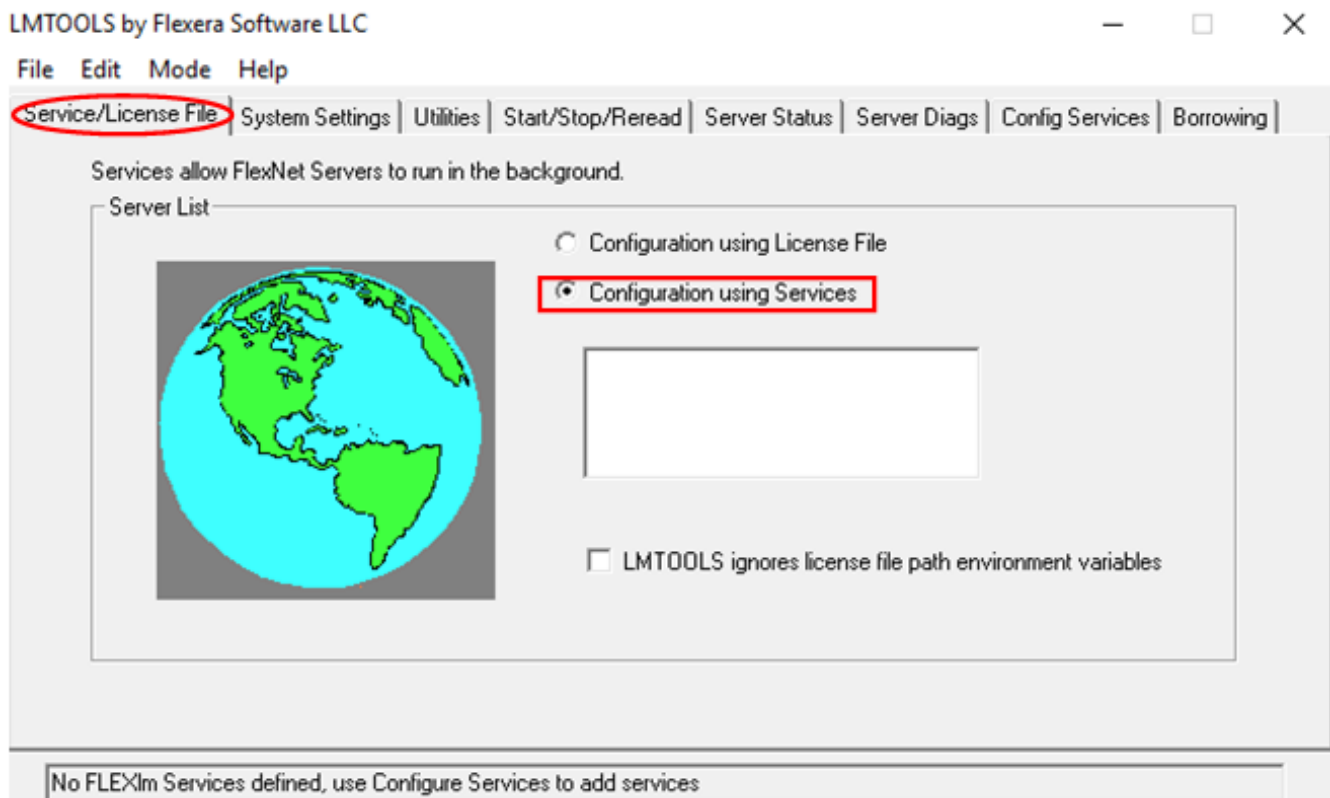 LMTOOLS by Flexera Software LLC
File Edit Mode Help
Service/License File System Settings Utilities Start/Stop/Reread Server Status Server Diags Config Services Borrowing
Services allow FlexNet Servers to run in the background.
Server List
Configuration using License File
Configuration using Services
LMTOOLS ignores license file path environment variables
No FLEXlm Services defined, use Configure Services to add services